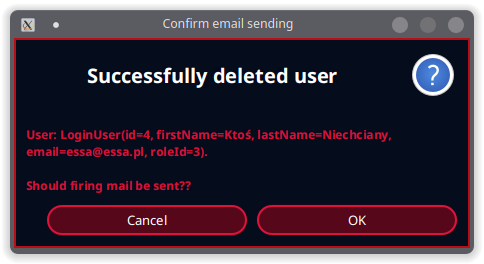 Confirm email sending
Successfully deleted user
?
User: LoginUser(id=4, firstName=Ktoś, lastName=Niechciany,
email=essa@essa.pl, roleId=3).
Should firing mail be sent??
Cancel OK